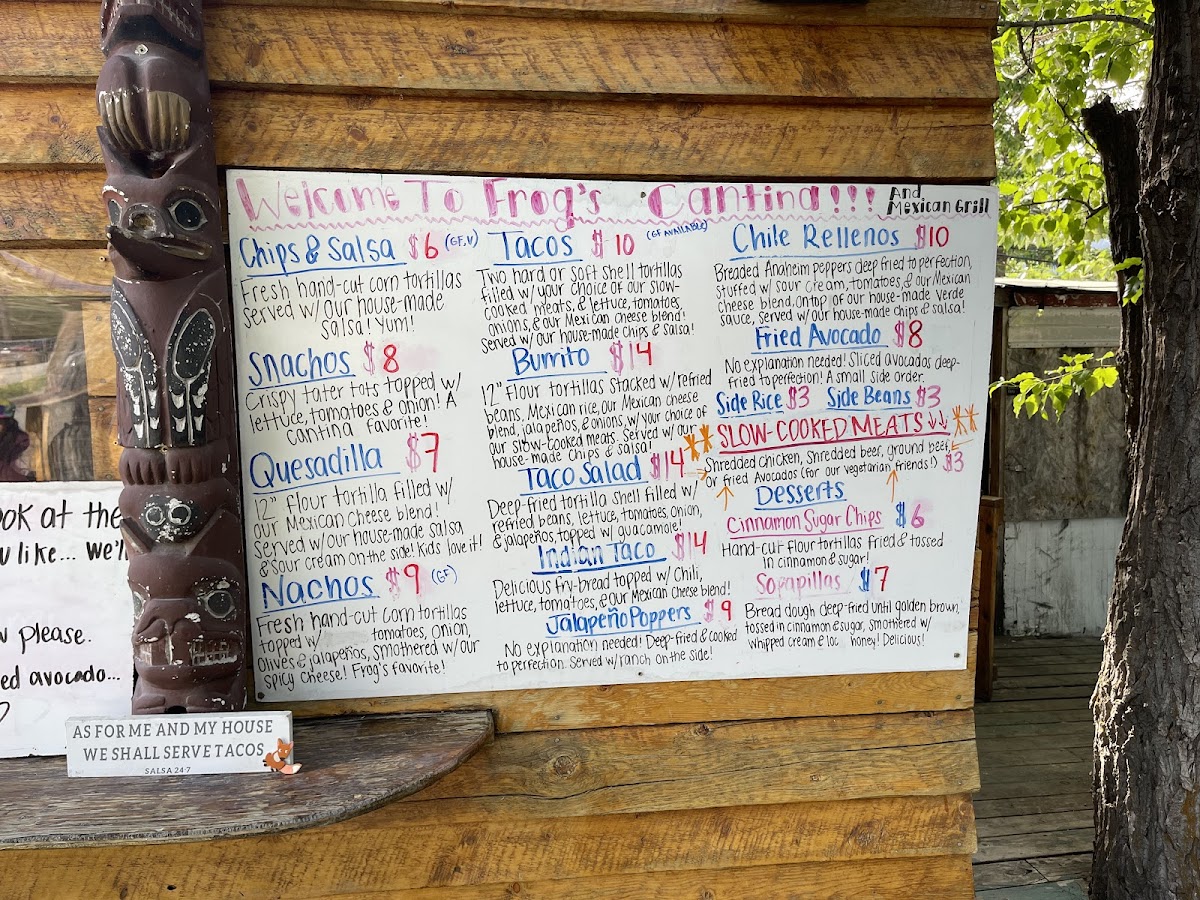 Welcome To Frog's Cantina!!! And
Mexican Grill
Chips & Salsa $6 (GF,V)
Fresh hand-cut corn tortillas
served w/our house-made
salsa! Yum!
Snachos $8
Crispy tater tots topped w/
lettuce, tomatoes & onion! A
cantina favorite!
Quesadilla $7
12" flour tortilla filled w/
our Mexican cheese blend!
Served w/our house-made salsa
& sour cream on the side! Kids love it!
Nachos $9 (GF)
Fresh hand-cut corn tortillas
topped w/ tomatoes, onion,
olives & jalapeños, smothered w/our
spicy cheese! Frog's favorite!
Tacos $10 (GF AVAILABLE)
Two hard or soft shell tortillas
filled w/ your choice of our slow-
cooked meats, & lettuce, tomatoes,
onions, & our Mexican cheese blend!
Served w/our house-made chips & salsa!
Burrito $14
12" flour tortillas stacked w/ refried
beans, Mexican rice, our Mexican cheese
blend, jalapeños, & onions, w/ your choice of
our slow-cooked meats. Served w/ our
house-made chips & salsa!
Taco Salad $14
Deep-fried tortilla shell filled w/
refried beans, lettuce, tomatoes, onion,
& jalapeños, topped w/ guacamole!
Indian Taco $14
Delicious fry-bread topped w/ Chili,
lettuce, tomatoes, & our Mexican cheese blend!
Jalapeño Poppers $9
No explanation needed! Deep-fried & cooked
to perfection. Served w/ranch on the side!
Chile Rellenos $10
Breaded Anaheim peppers deep fried to perfection,
stuffed w/ sour cream, tomatoes, & our Mexican
cheese blend, ontop of our house-made verde
sauce, Served w/ our house-made chips & salsa!
Fried Avocado $8
No explanation needed! Sliced avocados deep-
fried to perfection! A small side order.
Side Rice $3 Side Beans $3
SLOW-COOKED MEATS ↓↓
Shredded chicken, shredded beer, ground beef,
or fried Avocados (for our vegetarian friends!) $3
Desserts
Cinnamon Sugar Chips $6
Hand-cut flour tortillas fried & tossed
in cinnamon & sugar!
Sopapillas $7
Bread dough deep-fried until golden brown,
tossed in cinnamon & sugar, smothered w/
whipped cream & loc honey! Delicious!
ook at the
u like... We'l
w please.
ed avocado...
AS FOR ME AND MY HOUSE
WE SHALL SERVE TACOS
SALSA 24·7